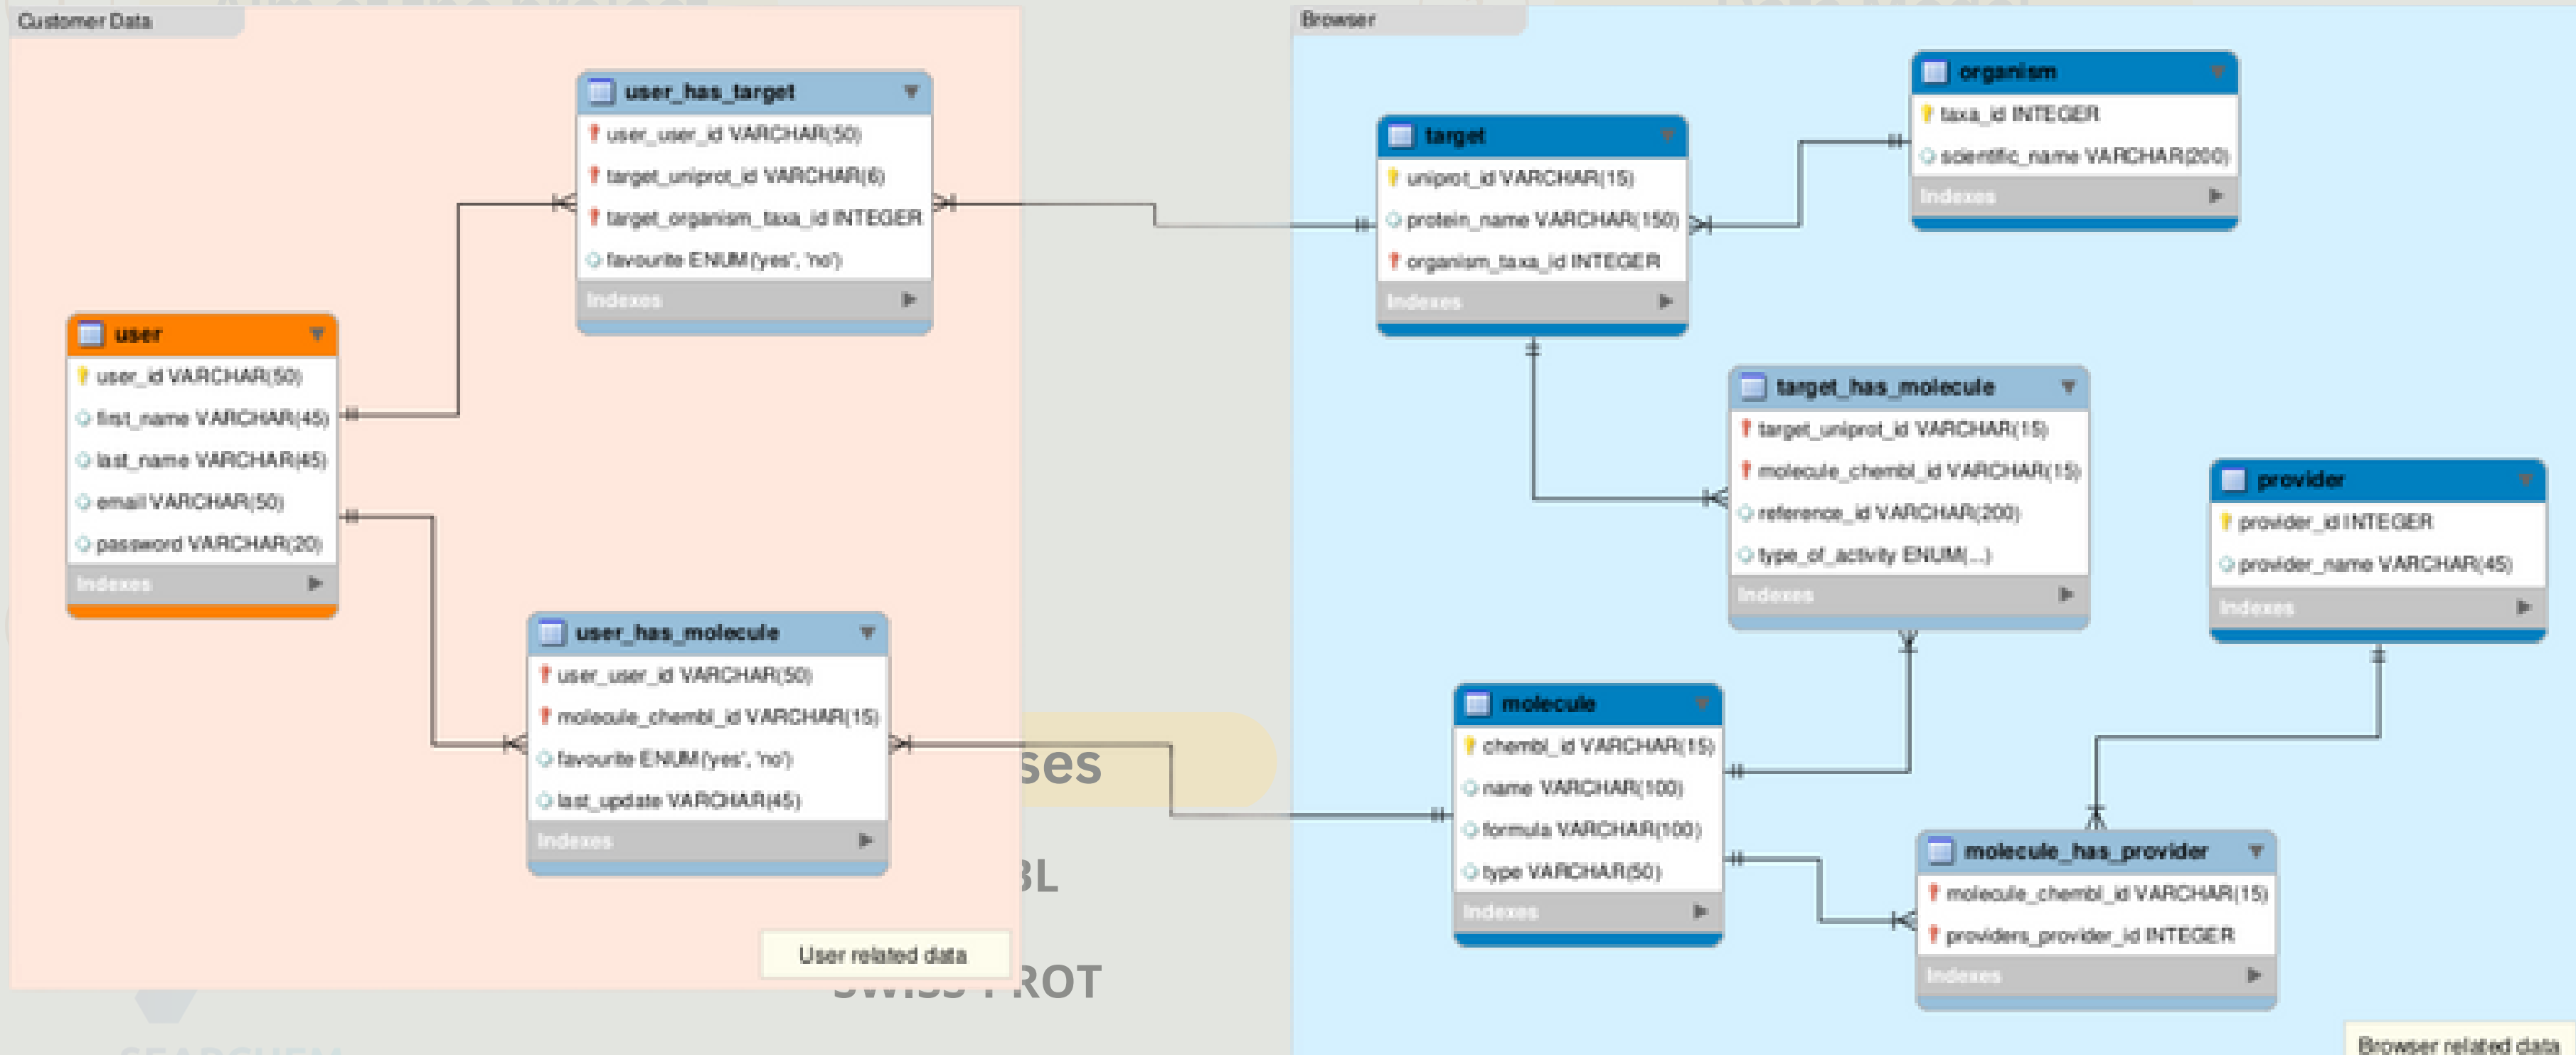 Customer Data
user_has_target
user_user_id VARCHAR(50)
target_uniprot_id VARCHAR(6)
target_organism_taxa_id INTEGER
favourite ENUM('yes', 'no')
Indexes
user
user_id VARCHAR(50)
first_name VARCHAR(45)
last_name VARCHAR(45)
email VARCHAR(50)
password VARCHAR(20)
Indexes
user_has_molecule
user_user_id VARCHAR(50)
molecule_chembl_id VARCHAR(15)
favourite ENUM('yes', 'no')
last_update VARCHAR(45)
Indexes
User related data
ses
BL
SWISS-PROT
SEARCHEM
Browser
organism
taxa_id INTEGER
scientific_name VARCHAR(200)
Indexes
target
uniprot_id VARCHAR(15)
protein_name VARCHAR(150)
organism_taxa_id INTEGER
Indexes
target_has_molecule
target_uniprot_id VARCHAR(15)
molecule_chembl_id VARCHAR(15)
reference_id VARCHAR(200)
type_of_activity ENUM(...)
Indexes
provider
provider_id INTEGER
provider_name VARCHAR(45)
Indexes
molecule
chembl_id VARCHAR(15)
name VARCHAR(100)
formula VARCHAR(100)
type VARCHAR(50)
Indexes
molecule_has_provider
molecule_chembl_id VARCHAR(15)
providers_provider_id INTEGER
Indexes
Browser related data